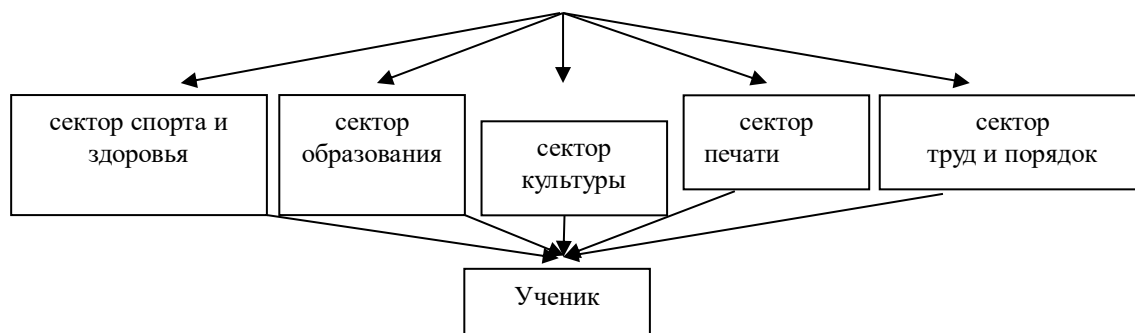 сектор спорта и
здоровья
сектор
образования
сектор
культуры
сектор
печати
сектор
труд и порядок
Ученик